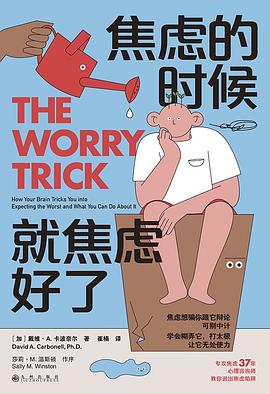 焦虑的
时候
THE
WORRY
TRICK
How Your Brain Tricks You into
Expecting the Worst and What You Can Do About It
就焦虑
好了
焦虑想骗你跟它辩论
可别中计
学会糊弄它，打太极
让它无处使力
[加] 戴维·A. 卡波奈尔 著 崔楠 译
David A. Carbonell, Ph.D.
莎莉·M. 温斯顿 作序
Sally M. Winston
专攻焦虑37年
心理咨询师
教你逃出焦虑陷阱